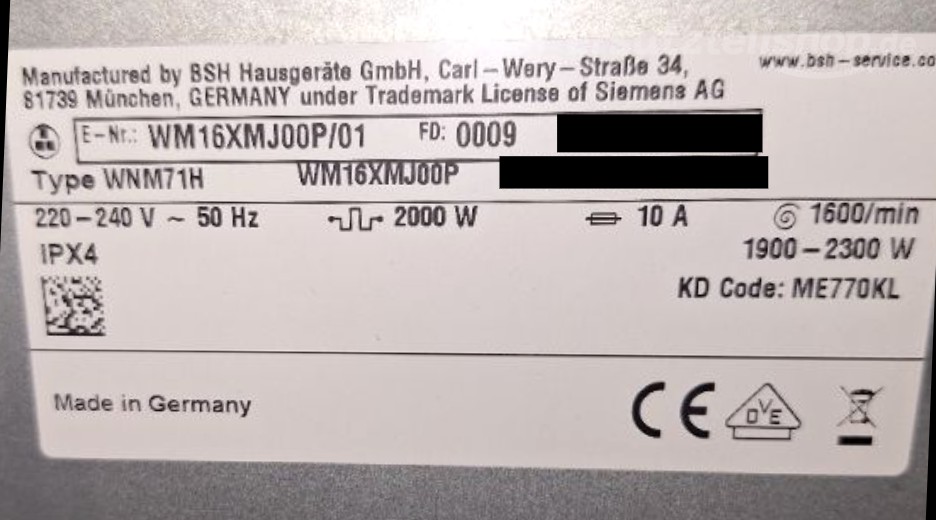 Manufactured by BSH Hausgeräte GmbH, Carl-Wery-Straße 34,
www.bsh-service.co
81739 München, GERMANY under Trademark License of Siemens AG
E-Nr.: WM16XMJ00P/01 FD: 0009
Type WNM71H WM16XMJ00P
220-240 V ~ 50 Hz 2000 W 10 A 1600/min
IPX4 1900-2300 W
KD Code: ME770KL
Made in Germany CE DVE